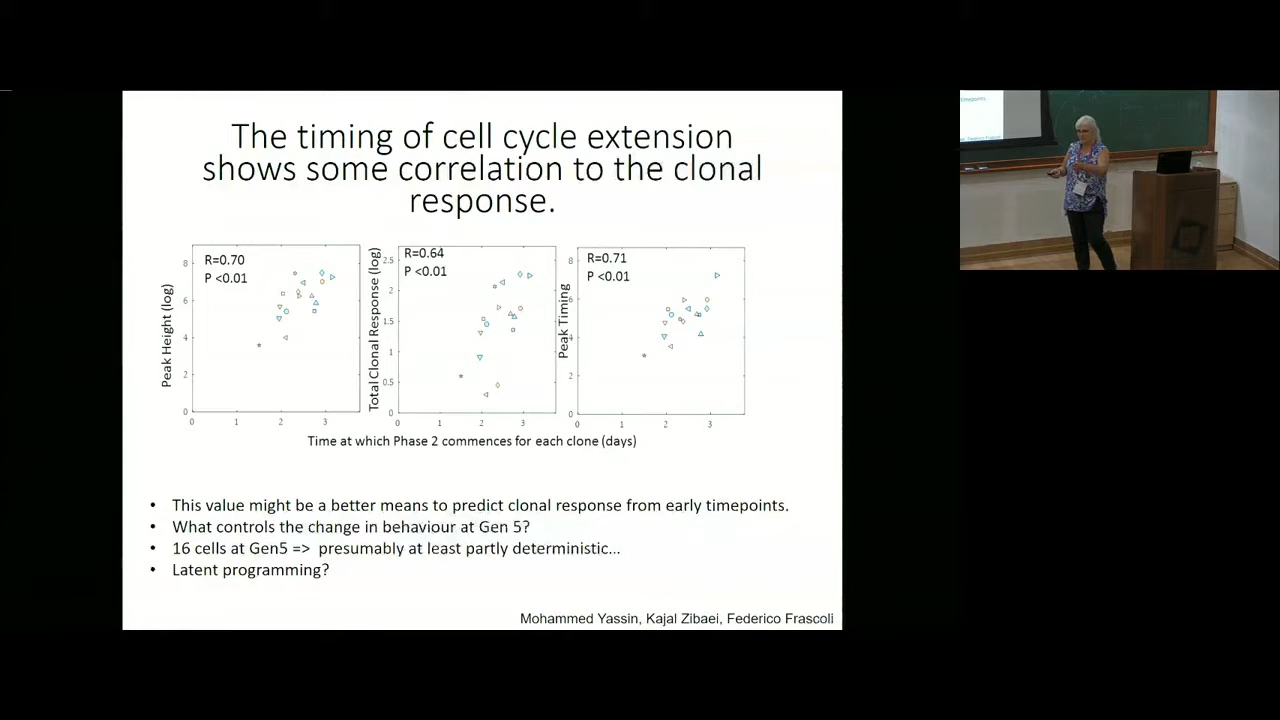 The timing of cell cycle extension
shows some correlation to the clonal
response.
R=0.70
P <0.01
Peak Height (log)
8
6
4
2
0
0 1 2 3
R=0.64
P <0.01
Total Clonal Response (log)
2.5
2
1.5
1
0.5
0
0 1 2 3
R=0.71
P <0.01
Peak Timing
8
6
4
2
0
0 1 2 3
Time at which Phase 2 commences for each clone (days)
• This value might be a better means to predict clonal response from early timepoints.
• What controls the change in behaviour at Gen 5?
• 16 cells at Gen5 => presumably at least partly deterministic...
• Latent programming?
Mohammed Yassin, Kajal Zibaei, Federico Frascoli